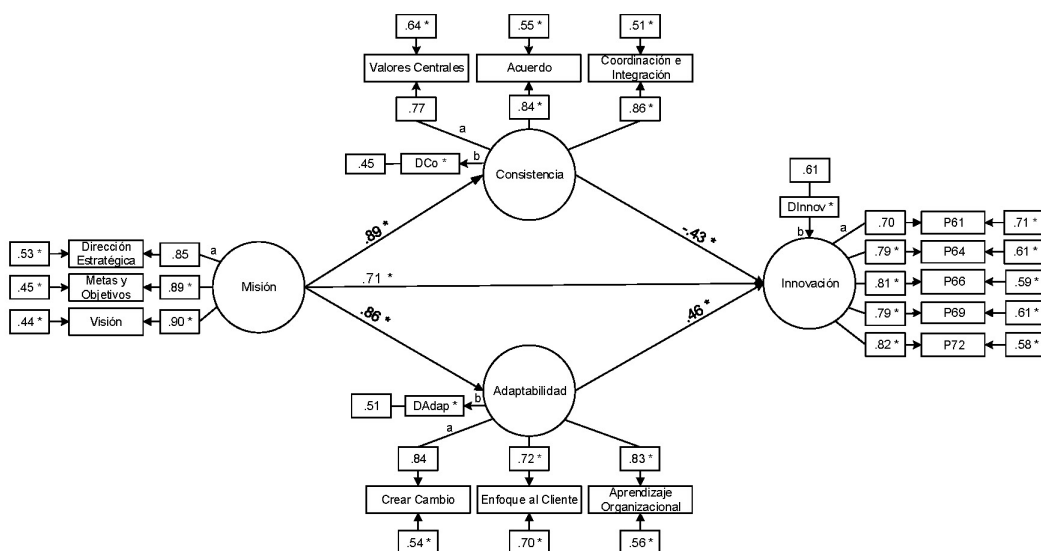 .64 *
.55 *
.51 *
Valores Centrales
Acuerdo
Coordinación e
Integración
.77
.84 *
.86 *
a
.45
DCo *
b
Consistencia
.61
DInnov *
b
a
.89 *
-.43 *
.53 *
Dirección
Estratégica
.85
a
.45 *
Metas y
Objetivos
.89 *
.44 *
Visión
.90 *
Misión
.71 *
Innovación
.70
P61
.71 *
.79 *
P64
.61 *
.81 *
P66
.59 *
.79 *
P69
.61 *
.82 *
P72
.58 *
.86 *
.46 *
Adaptabilidad
.51
DAdap *
b
a
.84
.72 *
.83 *
Crear Cambio
Enfoque al Cliente
Aprendizaje
Organizacional
.54 *
.70 *
.56 *